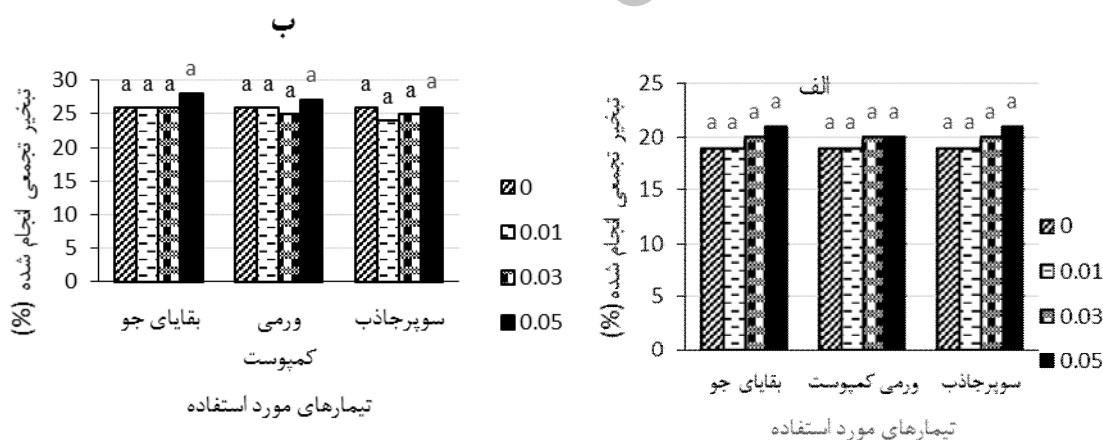 ب
تبخیر تجمعی انجام شده (%)
30
25
20
15
10
5
0
a a a a a a a a a a a a
بقایای جو
ورمی
کمپوست
سوپرجاذب
تیمارهای مورد استفاده
0
0.01
0.03
0.05
الف
تبخیر تجمعی انجام شده (%)
25
20
15
10
5
0
a a a a a a a a a a a a
بقایای جو
ورمی کمپوست
سوپرجاذب
تیمارهای مورد استفاده
0
0.01
0.03
0.05